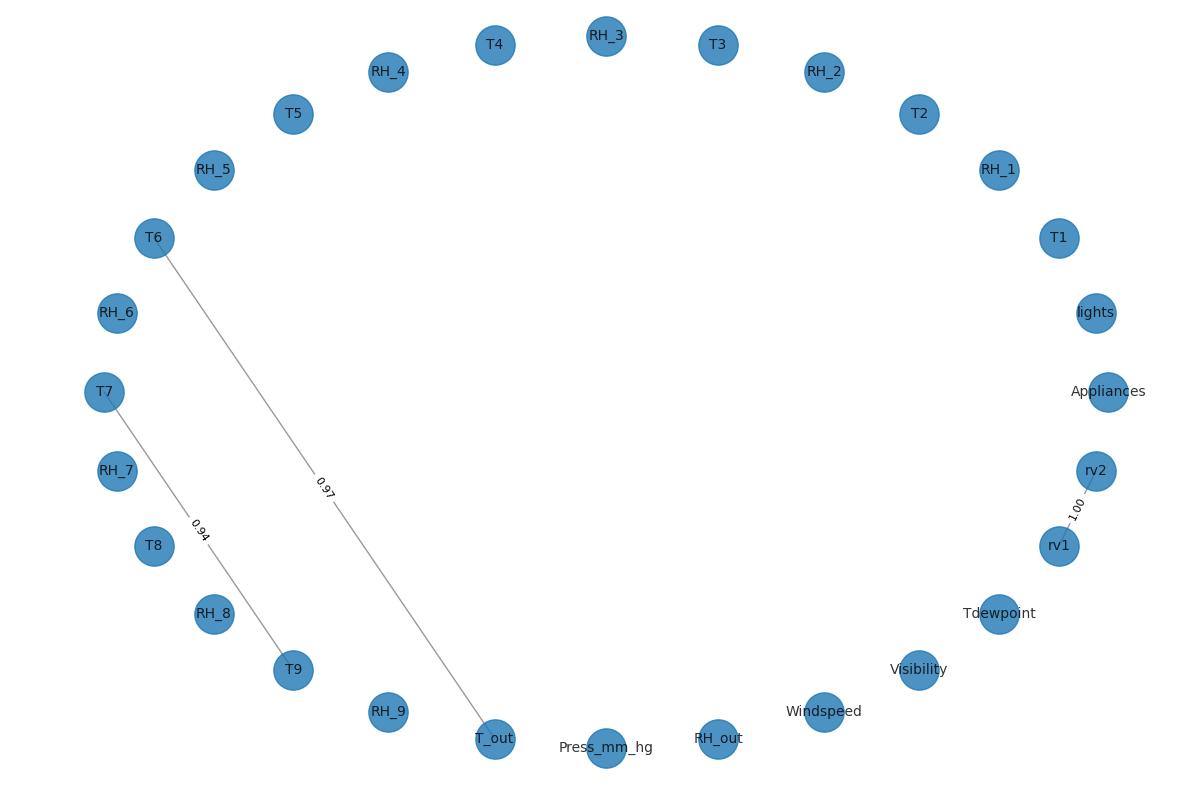 RH_3
T4
T3
RH_4
RH_2
T5
T2
RH_5
RH_1
T6
T1
RH_6
lights
T7
Appliances
RH_7
rv2
0.97
1.00
0.94
T8
rv1
RH_8
Tdewpoint
T9
Visibility
RH_9
Windspeed
T_out
RH_out
Press_mm_hg